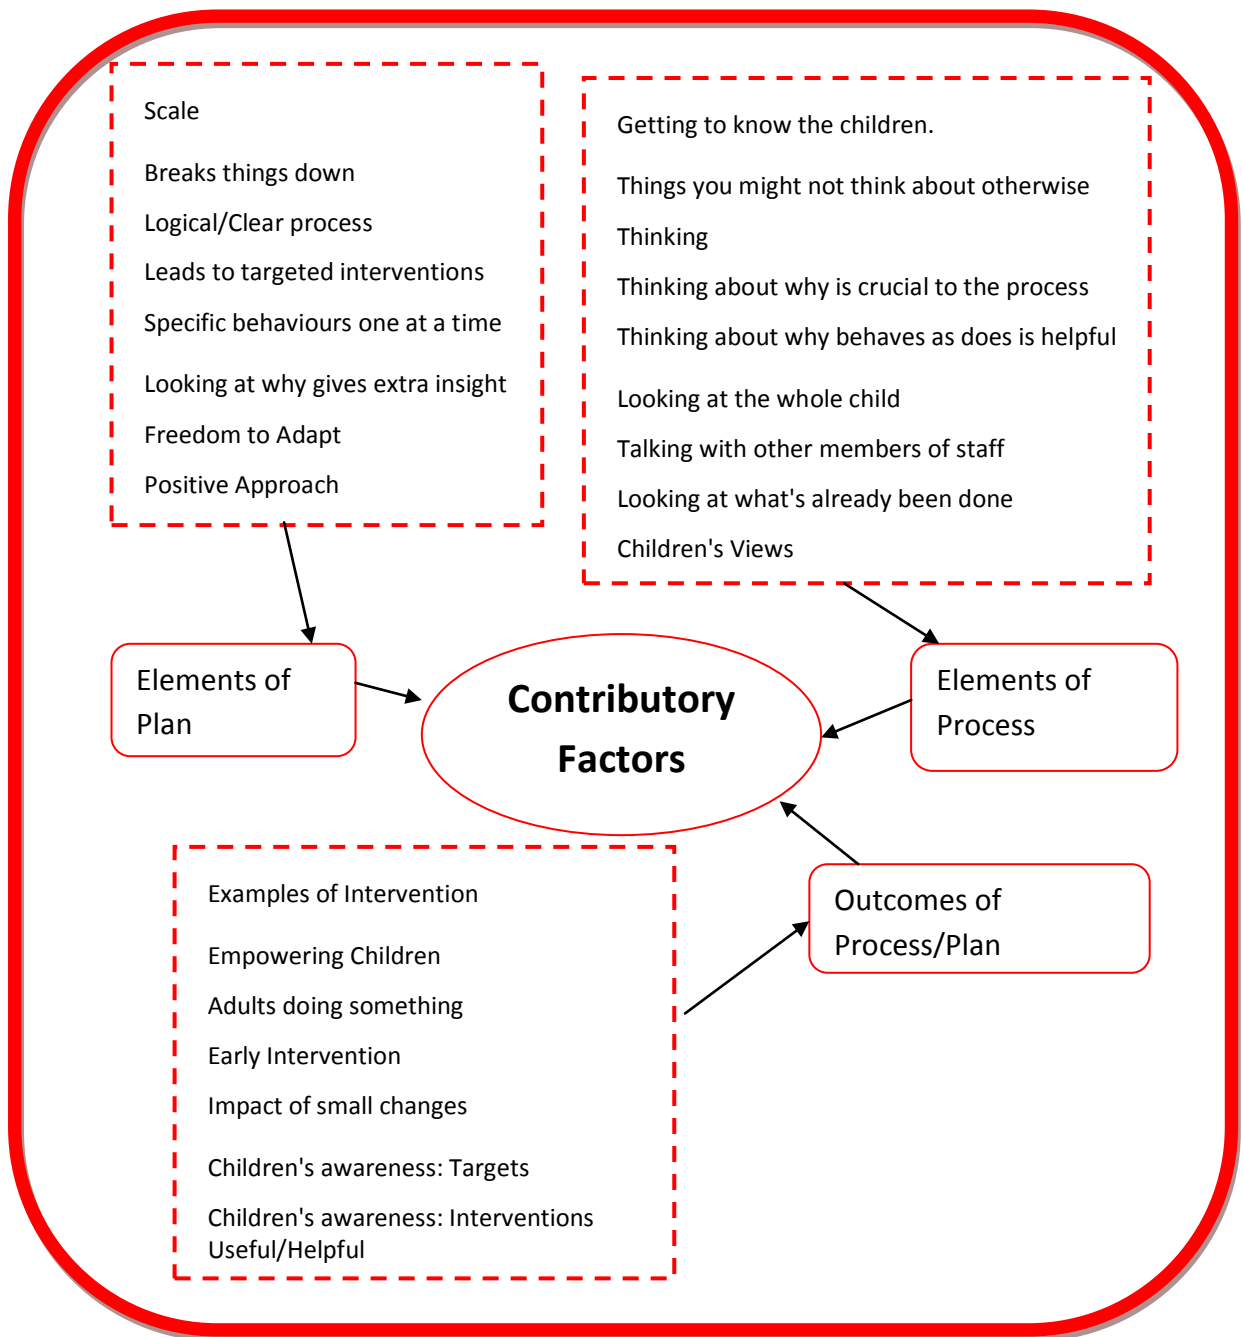 Scale
Breaks things down
Logical/Clear process
Leads to targeted interventions
Specific behaviours one at a time
Looking at why gives extra insight
Freedom to Adapt
Positive Approach
Getting to know the children.
Things you might not think about otherwise
Thinking
Thinking about why is crucial to the process
Thinking about why behaves as does is helpful
Looking at the whole child
Talking with other members of staff
Looking at what's already been done
Children's Views
Elements of
Plan
Contributory
Factors
Elements of
Process
Examples of Intervention
Empowering Children
Adults doing something
Early Intervention
Impact of small changes
Children's awareness: Targets
Children's awareness: Interventions
Useful/Helpful
Outcomes of
Process/Plan